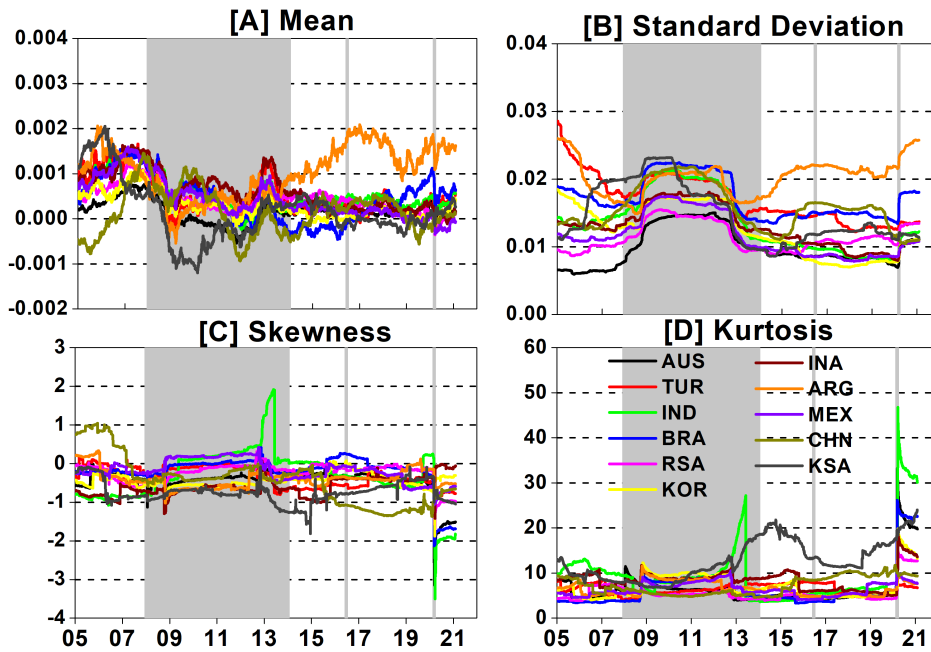 [A] Mean
0.004
0.003
0.002
0.001
0.000
-0.001
-0.002
[B] Standard Deviation
0.04
0.03
0.02
0.01
0.00
[C] Skewness
3
2
1
0
-1
-2
-3
-4
05 07 09 11 13 15 17 19 21
[D] Kurtosis
60
50
40
30
20
10
0
AUS
TUR
IND
BRA
RSA
KOR
INA
ARG
MEX
CHN
KSA
05 07 09 11 13 15 17 19 21